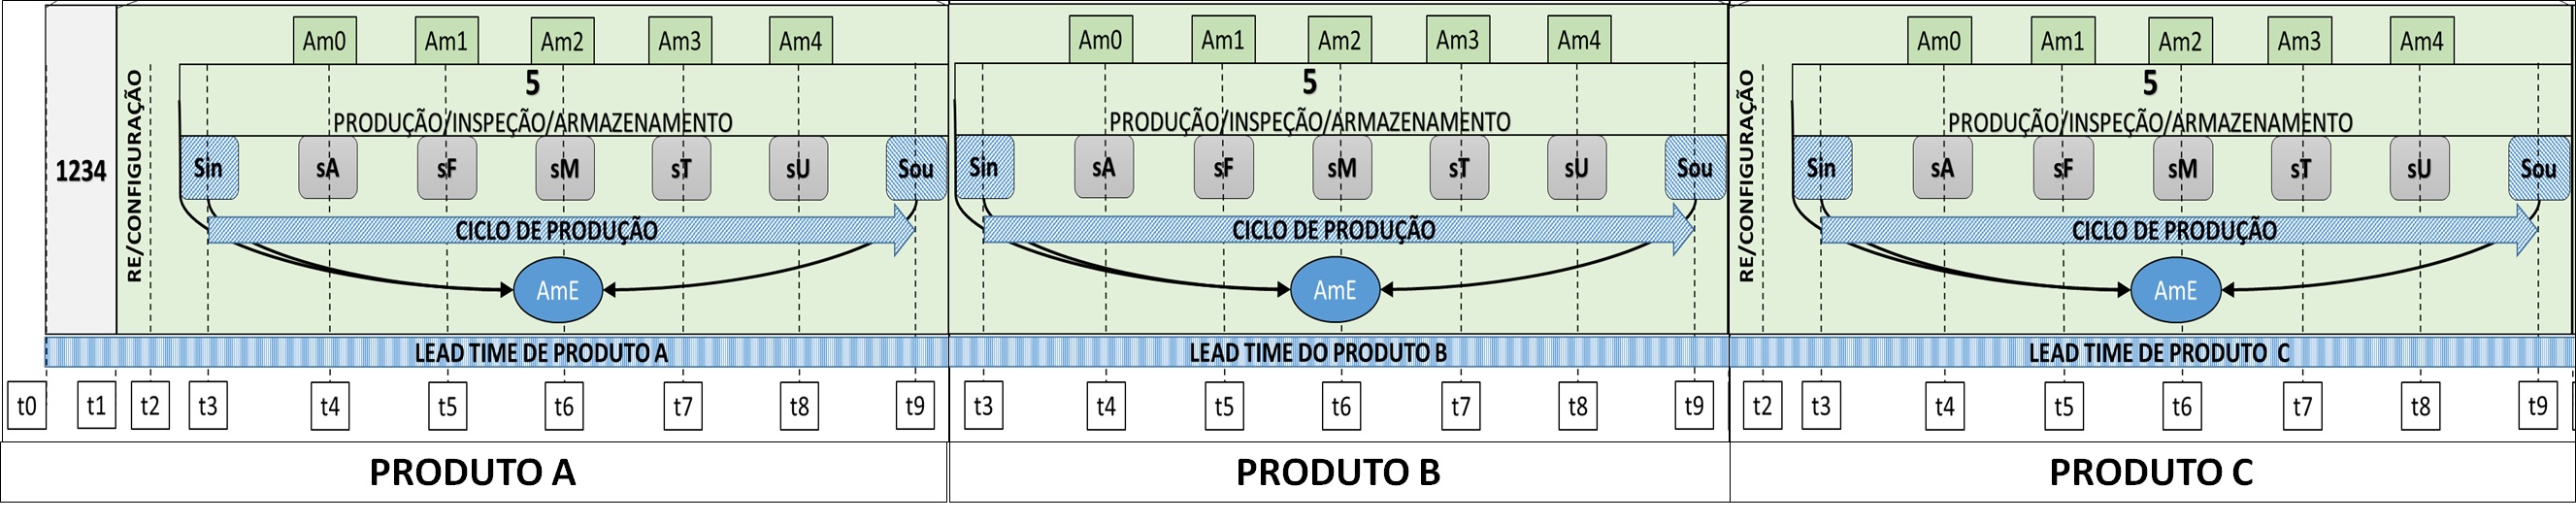 Am0 Am1 Am2 Am3 Am4 Am0 Am1 Am2 Am3 Am4 Am0 Am1 Am2 Am3 Am4
5 5 5
PRODUÇÃO/INSPEÇÃO/ARMAZENAMENTO PRODUÇÃO/INSPEÇÃO/ARMAZENAMENTO PRODUÇÃO/INSPEÇÃO/ARMAZENAMENTO
1234 RE/CONFIGURAÇÃO Sin sA sF sM sT sU Sou Sin sA sF sM sT sU Sou RE/CONFIGURAÇÃO Sin sA sF sM sT sU Sou
CICLO DE PRODUÇÃO CICLO DE PRODUÇÃO CICLO DE PRODUÇÃO
AmE AmE AmE
LEAD TIME DE PRODUTO A LEAD TIME DO PRODUTO B LEAD TIME DE PRODUTO C
t0 t1 t2 t3 t4 t5 t6 t7 t8 t9 t3 t4 t5 t6 t7 t8 t9 t2 t3 t4 t5 t6 t7 t8 t9
PRODUTO A PRODUTO B PRODUTO C